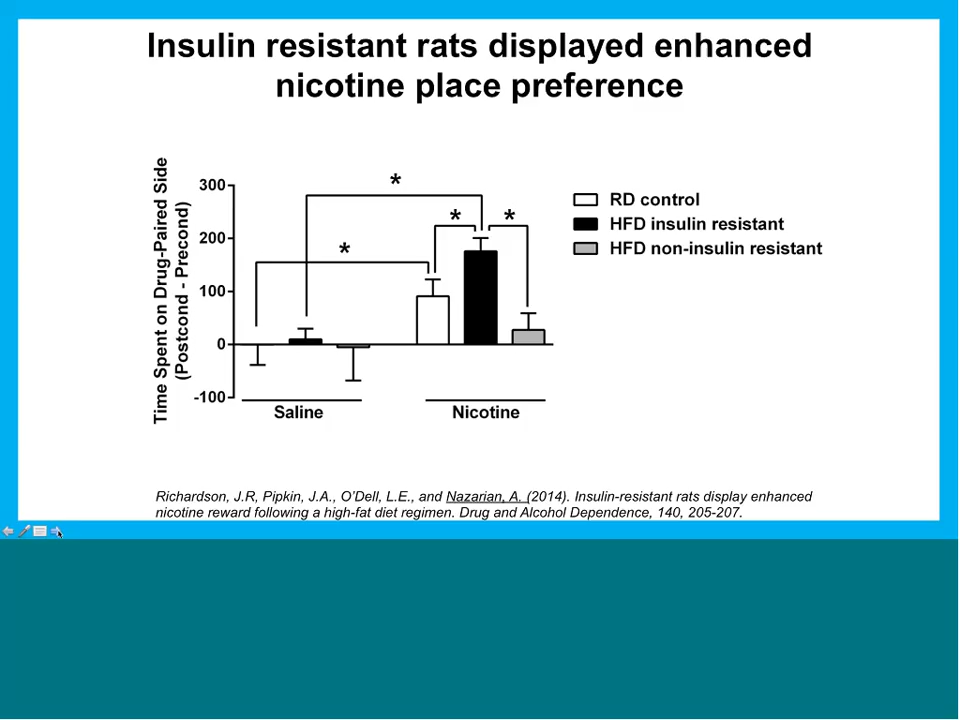 Insulin resistant rats displayed enhanced
nicotine place preference
Time Spent on Drug-Paired Side
(Postcond - Precond)
300
200
100
0
-100
*
*
*
*
Saline
Nicotine
RD control
HFD insulin resistant
HFD non-insulin resistant
Richardson, J.R, Pipkin, J.A., O'Dell, L.E., and Nazarian, A. (2014). Insulin-resistant rats display enhanced
nicotine reward following a high-fat diet regimen. Drug and Alcohol Dependence, 140, 205-207.